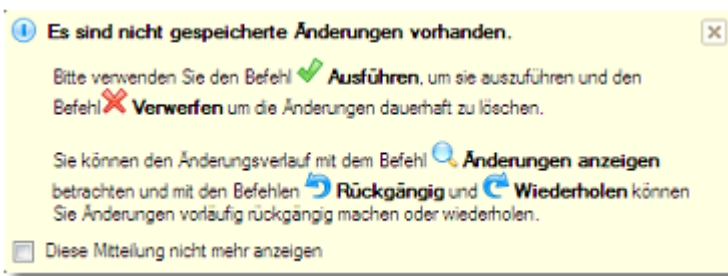 Es sind nicht gespeicherte Änderungen vorhanden.
Bitte verwenden Sie den Befehl Ausführen, um sie auszuführen und den
Befehl Verwerfen um die Änderungen dauerhaft zu löschen.
Sie können den Änderungsverlauf mit dem Befehl Änderungen anzeigen
betrachten und mit den Befehlen Rückgängig und Wiederholen können
Sie Änderungen vorläufig rückgängig machen oder wiederholen.
Diese Mitteilung nicht mehr anzeigen